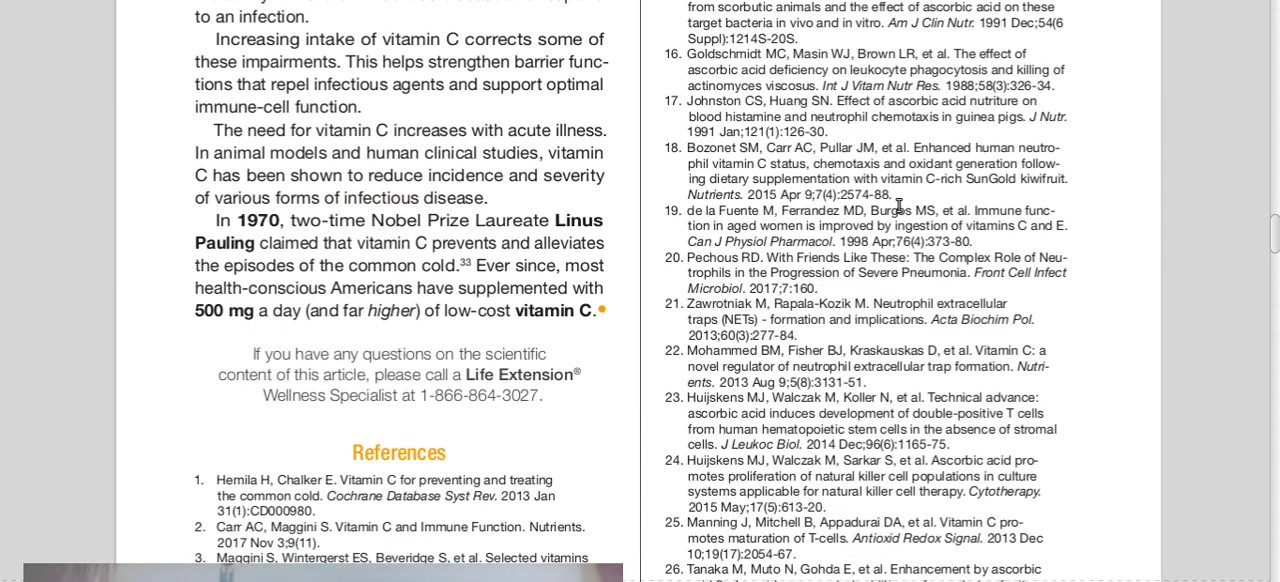 to an infection.
Increasing intake of vitamin C corrects some of
these impairments. This helps strengthen barrier func-
tions that repel infectious agents and support optimal
immune-cell function.
The need for vitamin C increases with acute illness.
In animal models and human clinical studies, vitamin
C has been shown to reduce incidence and severity
of various forms of infectious disease.
In 1970, two-time Nobel Prize Laureate Linus
Pauling claimed that vitamin C prevents and alleviates
the episodes of the common cold.33 Ever since, most
health-conscious Americans have supplemented with
500 mg a day (and far higher) of low-cost vitamin C.
If you have any questions on the scientific
content of this article, please call a Life Extension®
Wellness Specialist at 1-866-864-3027.
References
1. Hemila H, Chalker E. Vitamin C for preventing and treating
the common cold. Cochrane Database Syst Rev. 2013 Jan
31(1):CD000980.
2. Carr AC, Maggini S. Vitamin C and Immune Function. Nutrients.
2017 Nov 3;9(11).
3. Maggini S, Wintergerst ES, Beveridge S, et al. Selected vitamins
from scorbutic animals and the effect of ascorbic acid on these
target bacteria in vivo and in vitro. Am J Clin Nutr. 1991 Dec;54(6
Suppl):1214S-20S.
16. Goldschmidt MC, Masin WJ, Brown LR, et al. The effect of
ascorbic acid deficiency on leukocyte phagocytosis and killing of
actinomyces viscosus. Int J Vitam Nutr Res. 1988;58(3):326-34.
17. Johnston CS, Huang SN. Effect of ascorbic acid nutriture on
blood histamine and neutrophil chemotaxis in guinea pigs. J Nutr.
1991 Jan;121(1):126-30.
18. Bozonet SM, Carr AC, Pullar JM, et al. Enhanced human neutro-
phil vitamin C status, chemotaxis and oxidant generation follow-
ing dietary supplementation with vitamin C-rich SunGold kiwifruit.
Nutrients. 2015 Apr 9;7(4):2574-88.
19. de la Fuente M, Ferrandez MD, Burgos MS, et al. Immune func-
tion in aged women is improved by ingestion of vitamins C and E.
Can J Physiol Pharmacol. 1998 Apr;76(4):373-80.
20. Pechous RD. With Friends Like These: The Complex Role of Neu-
trophils in the Progression of Severe Pneumonia. Front Cell Infect
Microbiol. 2017;7:160.
21. Zawrotniak M, Rapala-Kozik M. Neutrophil extracellular
traps (NETs) - formation and implications. Acta Biochim Pol.
2013;60(3):277-84.
22. Mohammed BM, Fisher BJ, Kraskauskas D, et al. Vitamin C: a
novel regulator of neutrophil extracellular trap formation. Nutri-
ents. 2013 Aug 9;5(8):3131-51.
23. Huijskens MJ, Walczak M, Koller N, et al. Technical advance:
ascorbic acid induces development of double-positive T cells
from human hematopoietic stem cells in the absence of stromal
cells. J Leukoc Biol. 2014 Dec;96(6):1165-75.
24. Huijskens MJ, Walczak M, Sarkar S, et al. Ascorbic acid pro-
motes proliferation of natural killer cell populations in culture
systems applicable for natural killer cell therapy. Cytotherapy.
2015 May;17(5):613-20.
25. Manning J, Mitchell B, Appadurai DA, et al. Vitamin C pro-
motes maturation of T-cells. Antioxid Redox Signal. 2013 Dec
10;19(17):2054-67.
26. Tanaka M, Muto N, Gohda E, et al. Enhancement by ascorbic